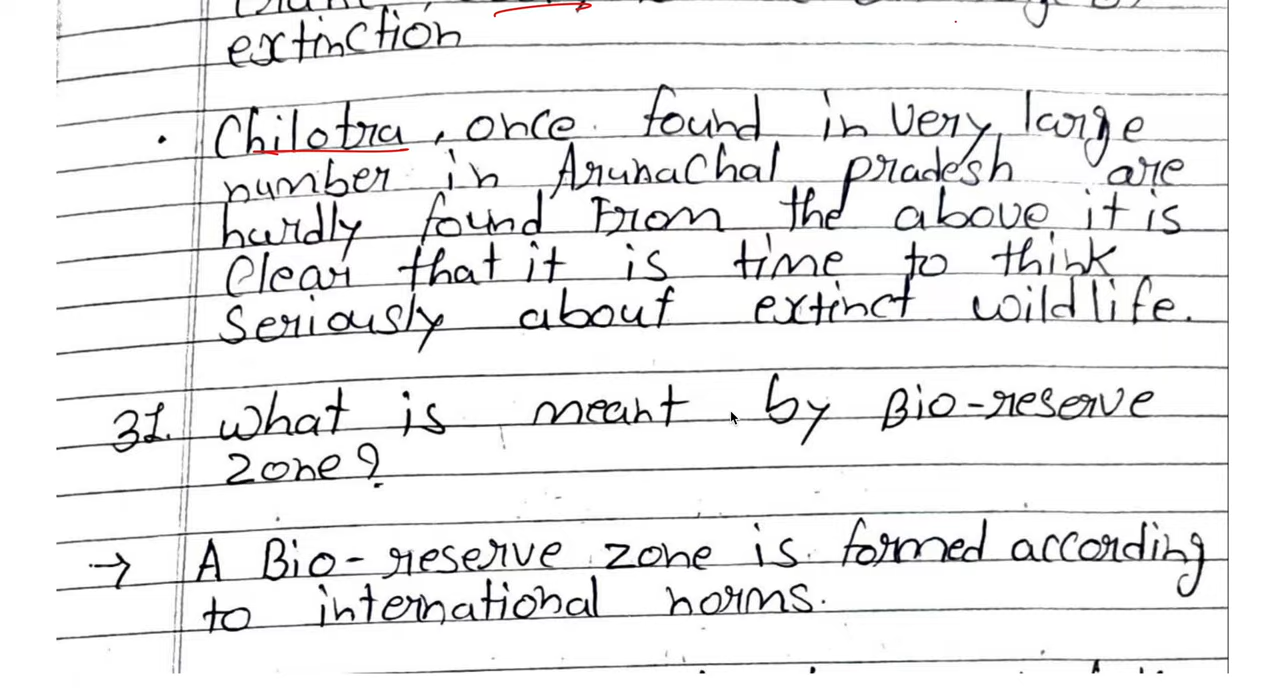 extinction
• Chilotra, once found in very large
number in Arunachal pradesh are
hardly found From the above it is
Clear that it is time to think
Seriously about extinct wildlife.
31. What is meant by Bio-reserve
zone?
→ A Bio-reserve zone is formed according
to international norms.